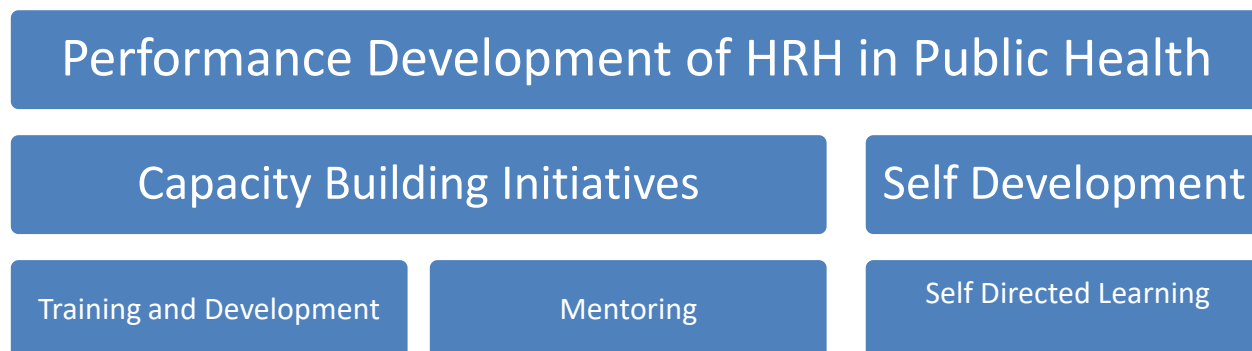 Performance Development of HRH in Public Health
Capacity Building Initiatives
Self Development
Training and Development
Mentoring
Self Directed Learning